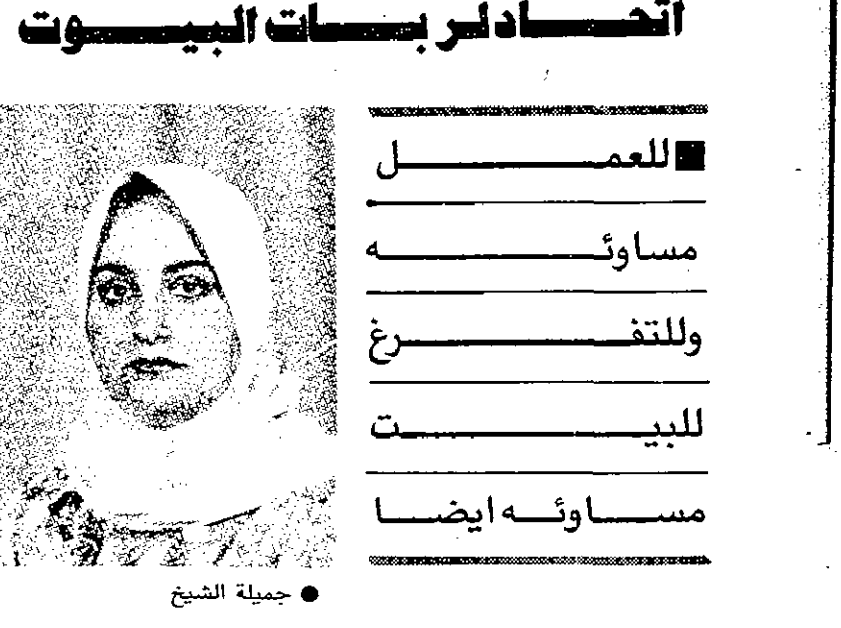 اتحاد لربات البيوت
■ للعمل
مساوئه
وللتفرغ
للبيت
مساوئه ايضا
● جميلة الشيخ